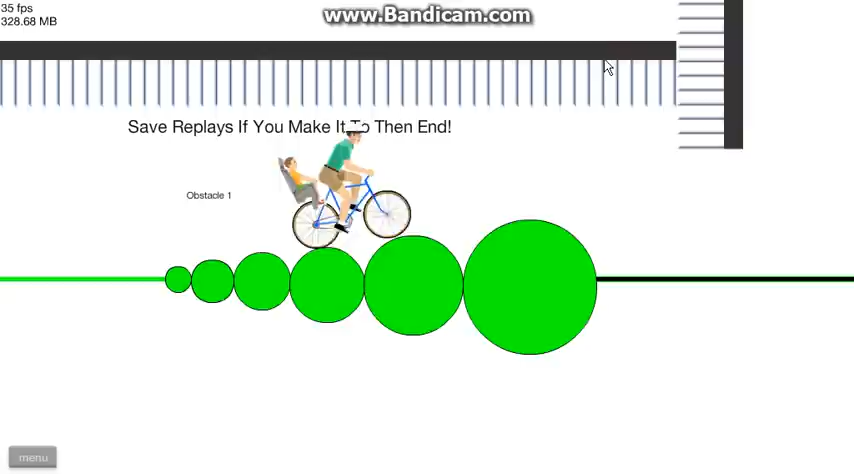 35 fps
328.68 MB
www.Bandicam.com
Save Replays If You Make It To Then End!
Obstacle 1
menu